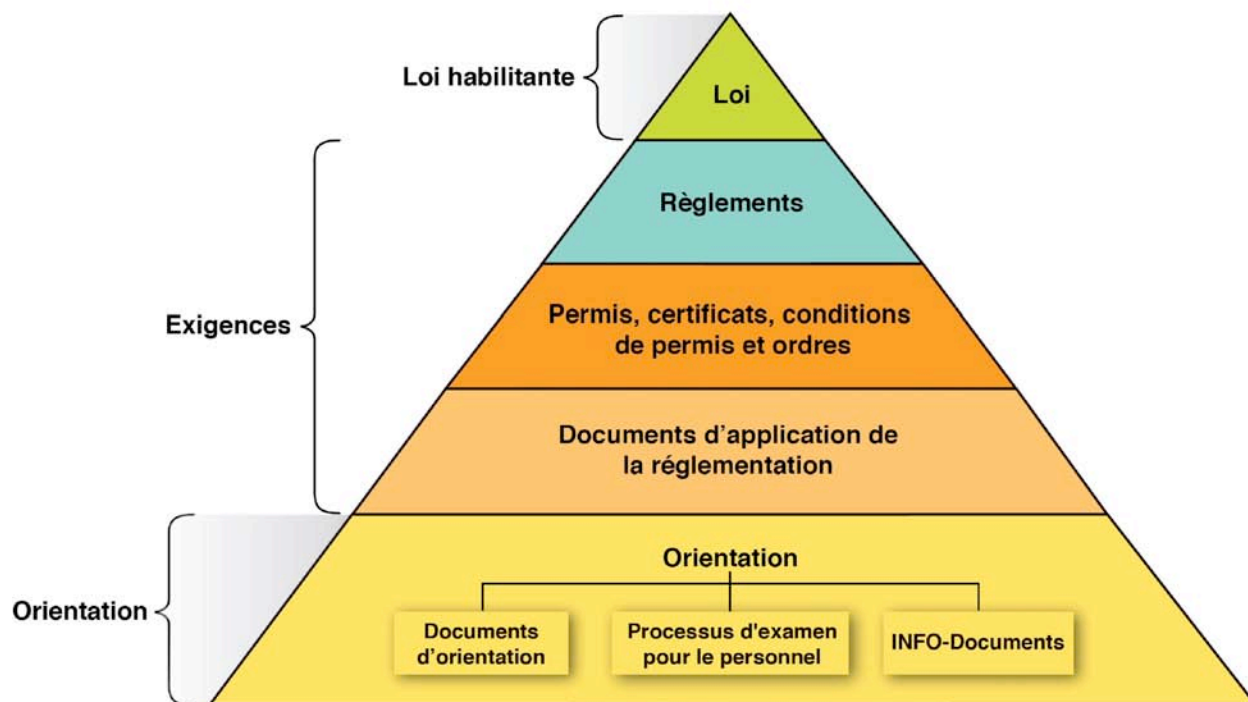 Loi habilitante
Loi
Règlements
Exigences
Permis, certificats, conditions
de permis et ordres
Documents d’application de
la réglementation
Orientation
Orientation
Documents
d’orientation
Processus d'examen
pour le personnel
INFO-Documents